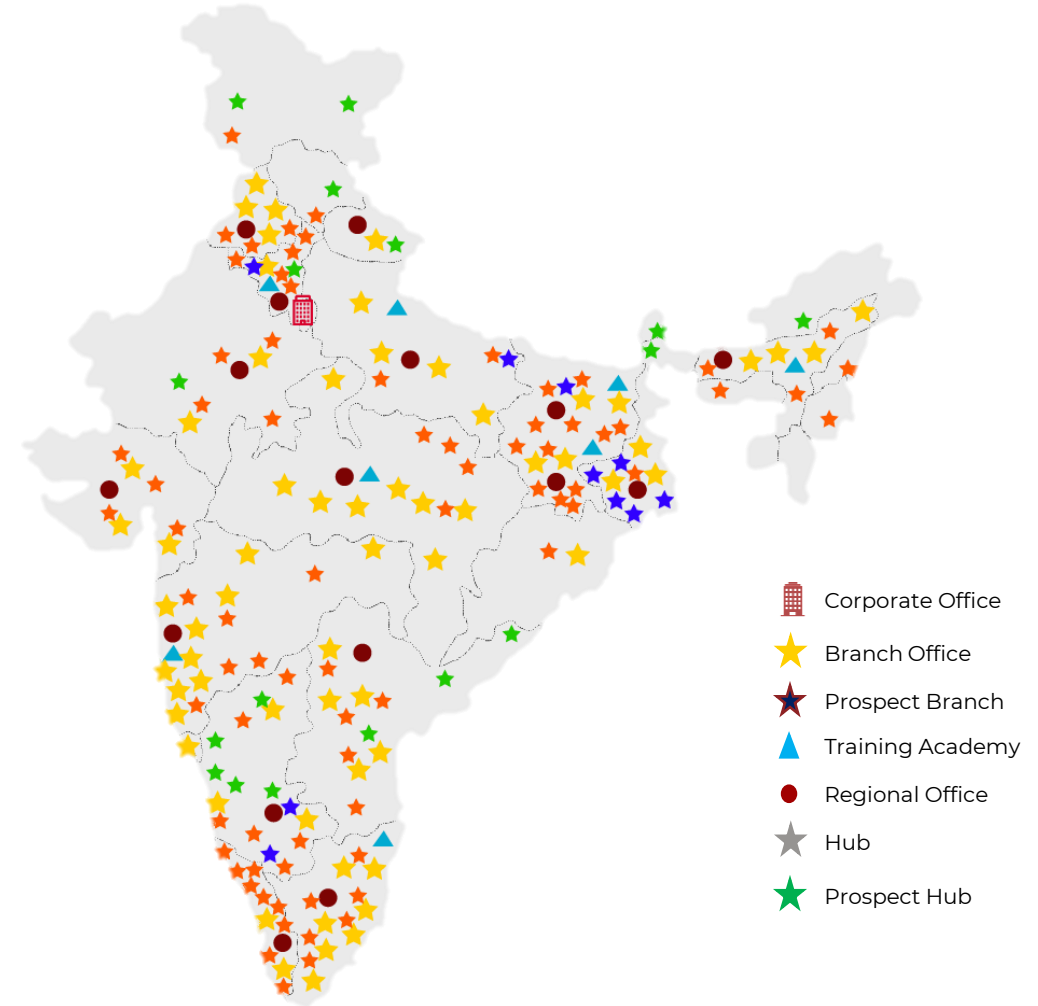 Corporate Office
Branch Office
Prospect Branch
Training Academy
Regional Office
Hub
Prospect Hub